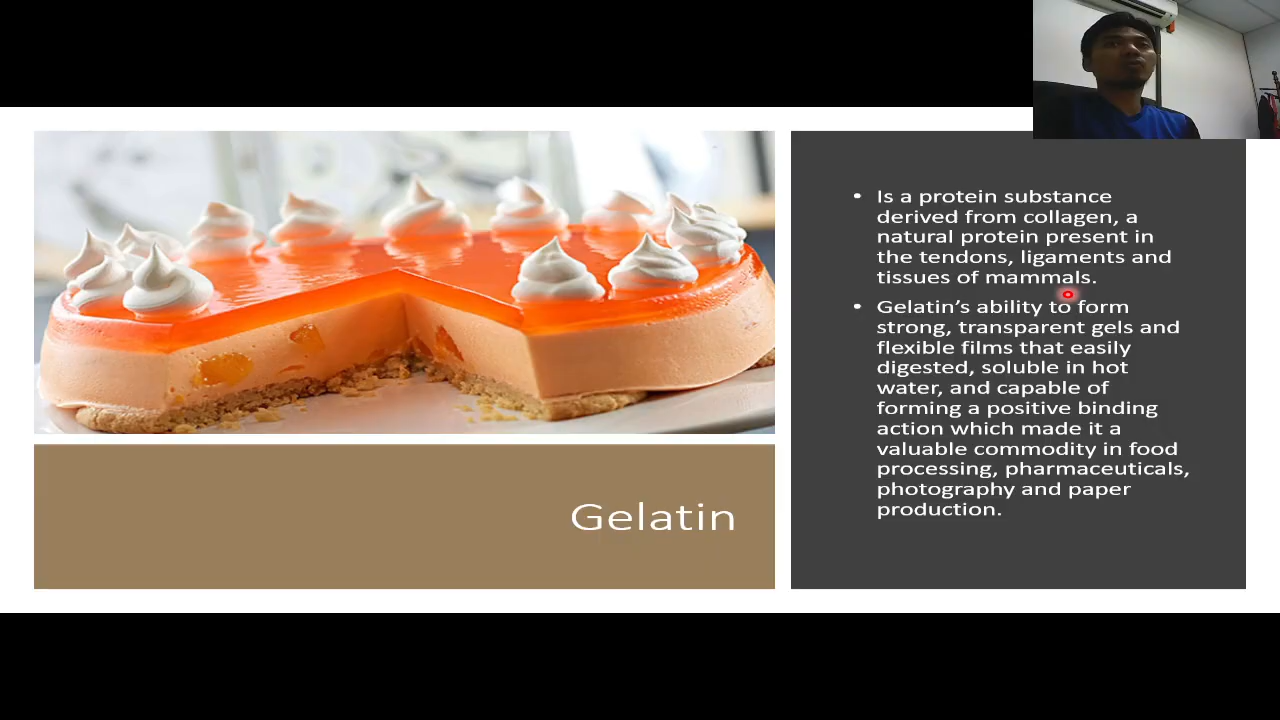 • Is a protein substance
derived from collagen, a
natural protein present in
the tendons, ligaments and
tissues of mammals.
• Gelatin’s ability to form
strong, transparent gels and
flexible films that easily
digested, soluble in hot
water, and capable of
forming a positive binding
action which made it a
valuable commodity in food
processing, pharmaceuticals,
photography and paper
production.
Gelatin